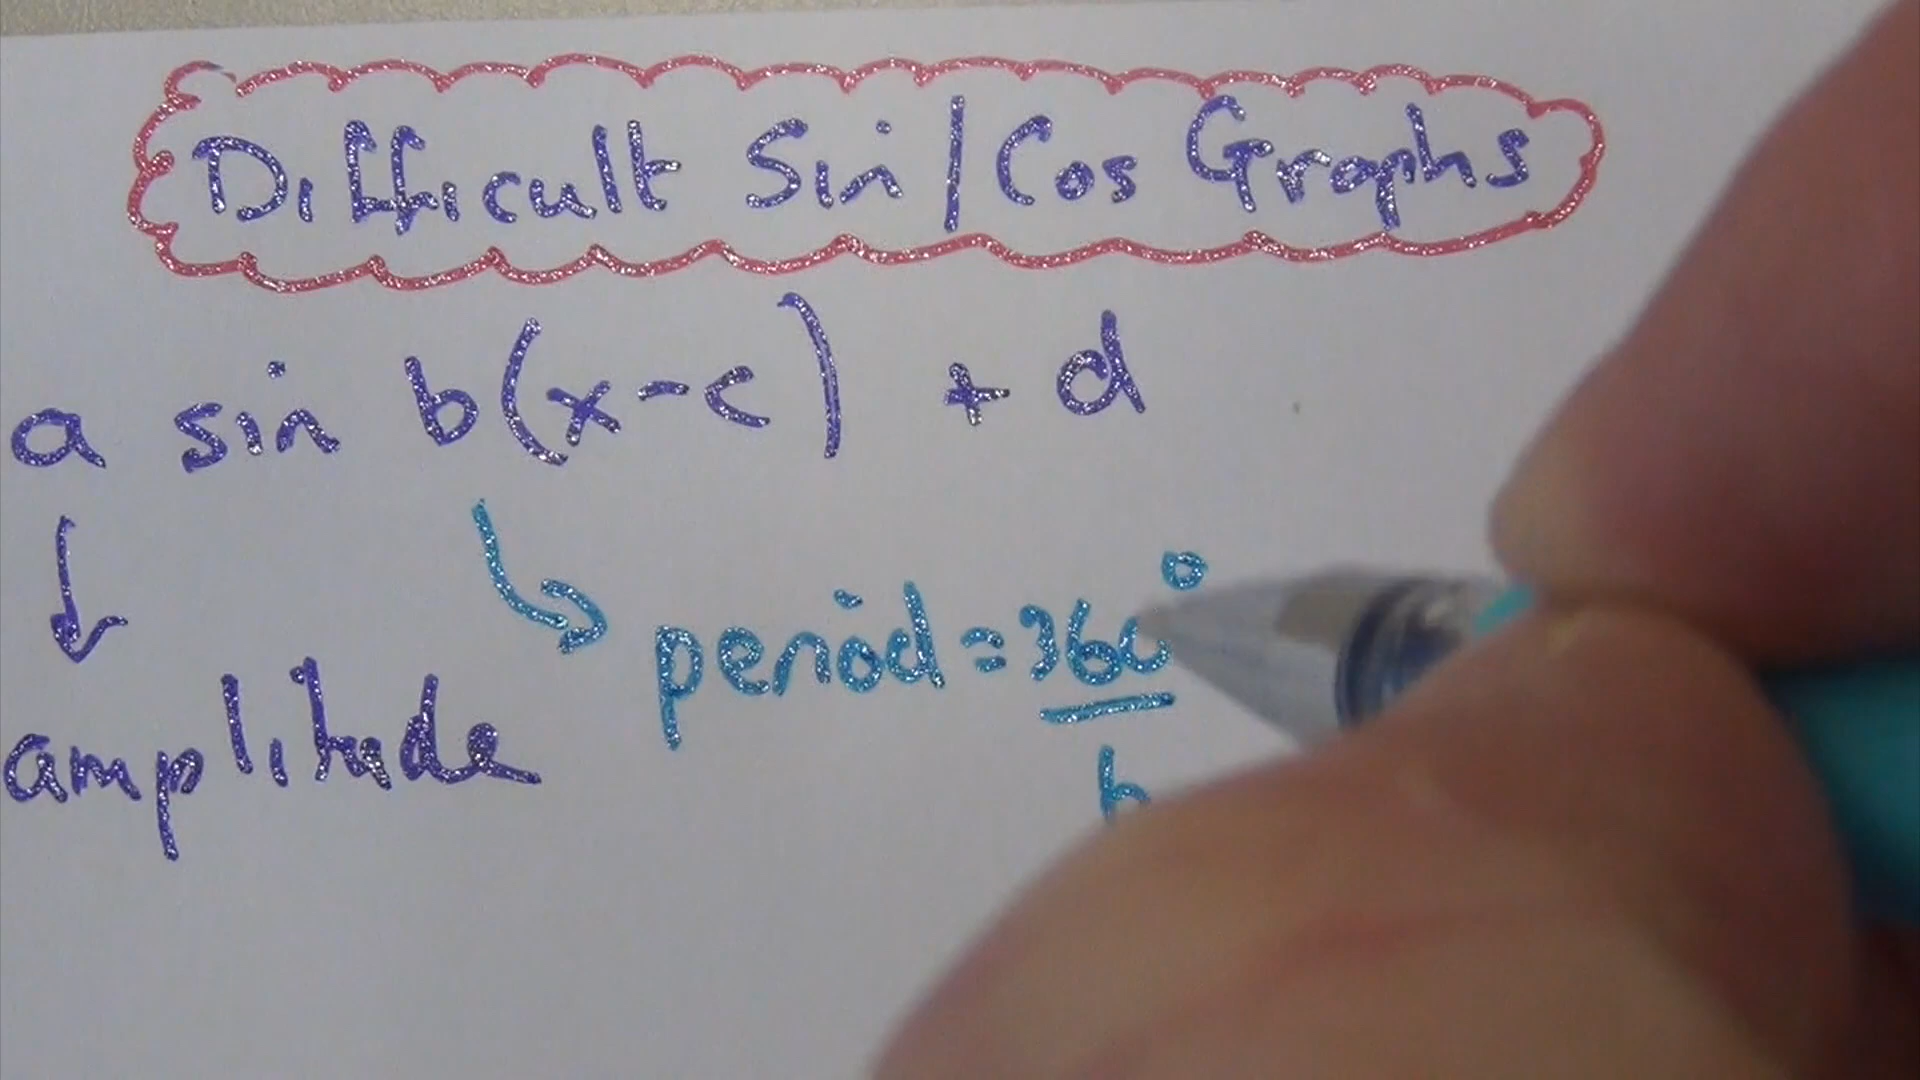 Difficult Sin/Cos Graphs
a sin b(x-c) + d
period = 360°
b
amplitude